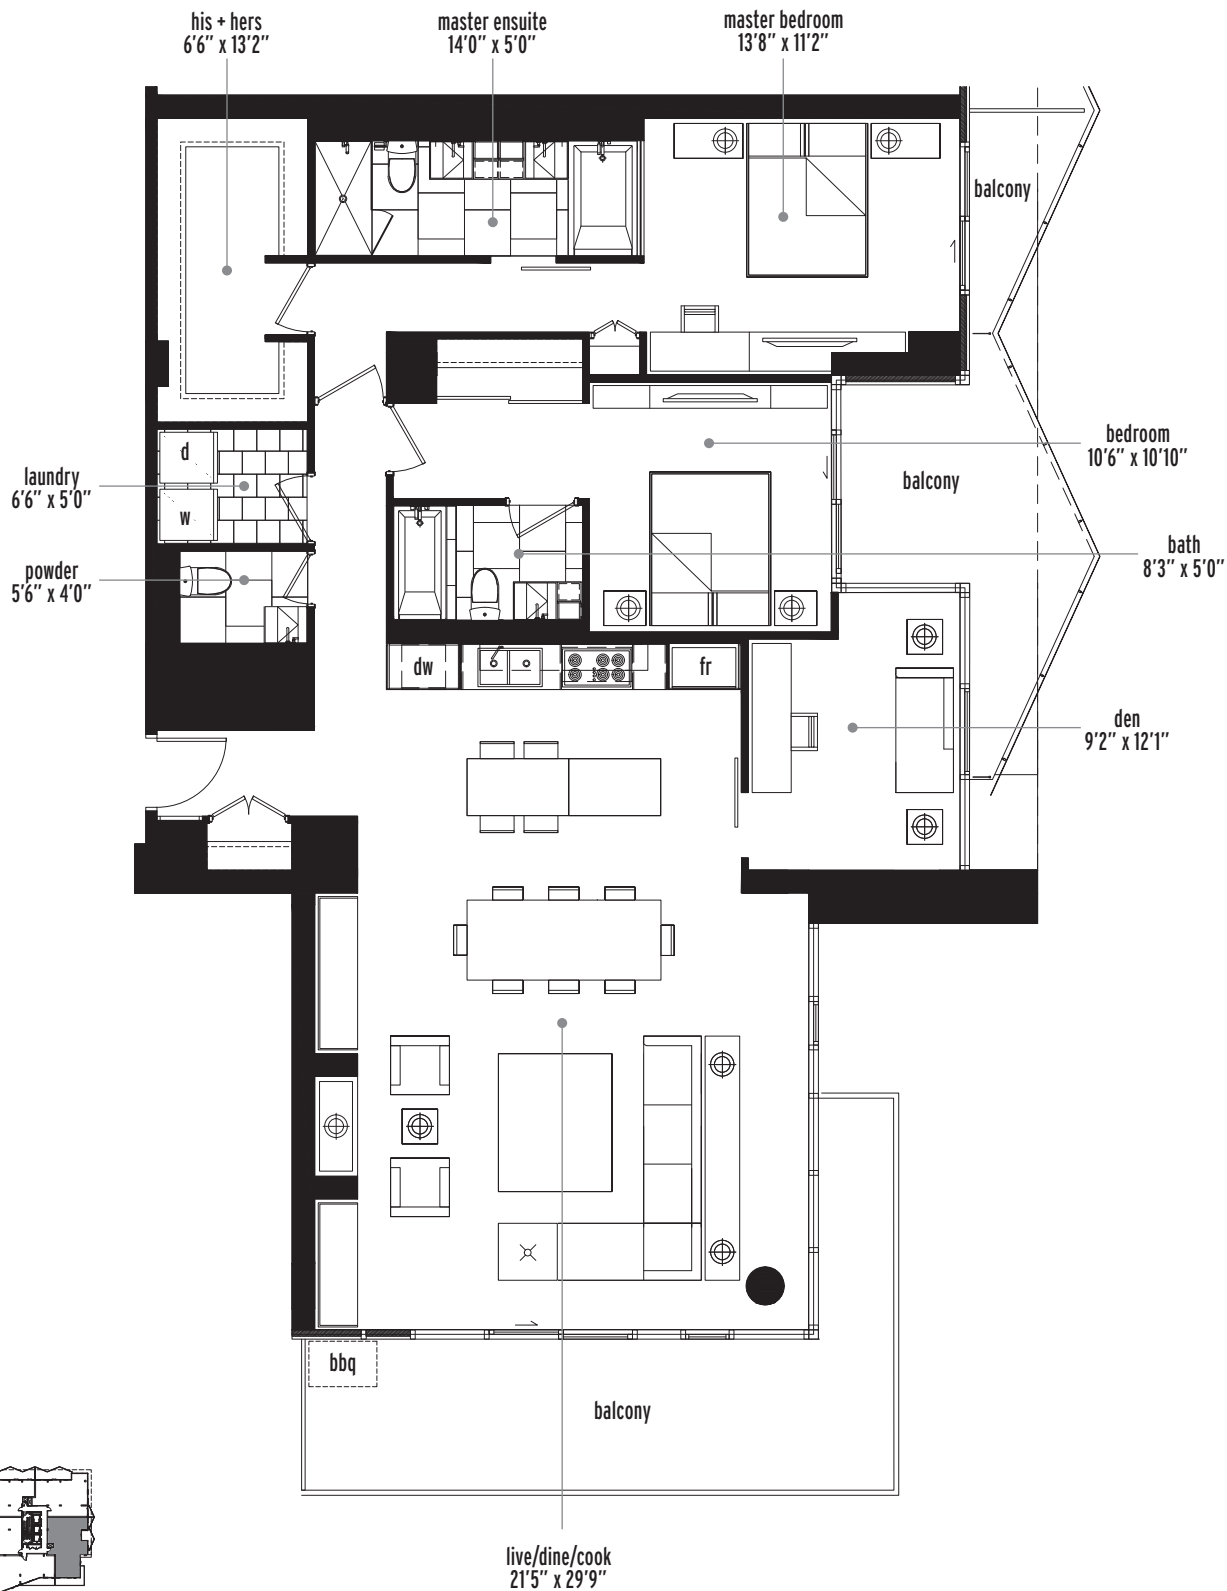 his + hers
6'6" x 13'2"
master ensuite
14'0" x 5'0"
master bedroom
13'8" x 11'2"
balcony
bedroom
10'6" x 10'10"
d
laundry
6'6" x 5'0"
w
balcony
bath
8'3" x 5'0"
powder
5'6" x 4'0"
dw
fr
den
9'2" x 12'1"
bbq
balcony
live/dine/cook
21'5" x 29'9"